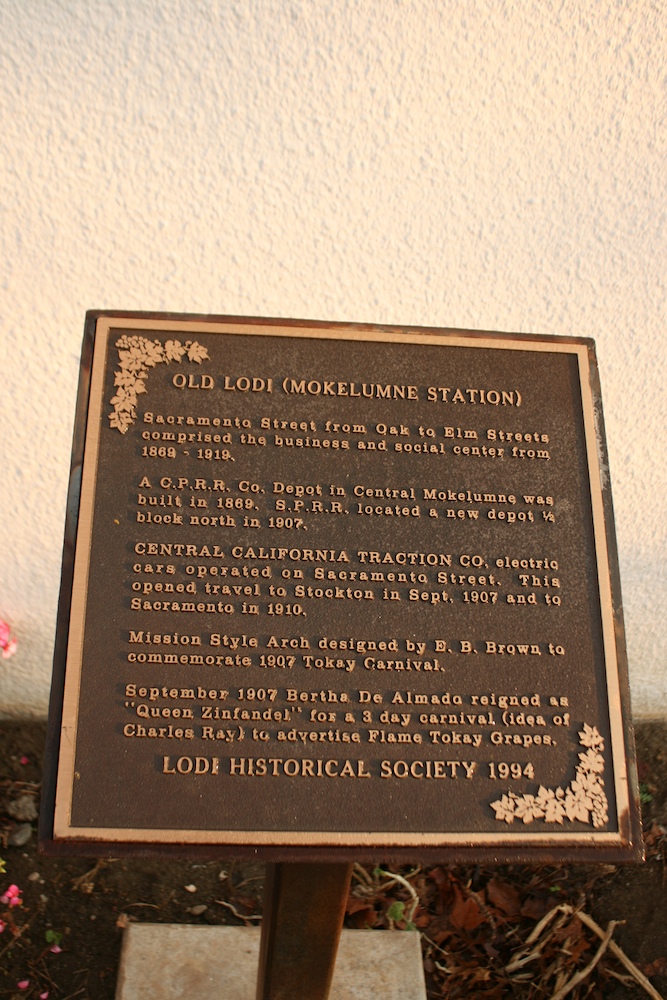 OLD LODI (MOKELUMNE STATION)
Sacramento Street from Oak to Elm Streets
comprised the business and social center from
1869 - 1919.
A C.P.R.R. Co. Depot in Central Mokelumne was
built in 1869. S.P.R.R. located a new depot ½
block north in 1907.
CENTRAL CALIFORNIA TRACTION CO. electric
cars operated on Sacramento Street. This
opened travel to Stockton in Sept. 1907 and to
Sacramento in 1910.
Mission Style Arch designed by E. B. Brown to
commemorate 1907 Tokay Carnival.
September 1907 Bertha De Almado reigned as
"Queen Zinfandel" for a 3 day carnival (idea of
Charles Ray) to advertise Flame Tokay Grapes.
LODI HISTORICAL SOCIETY 1994